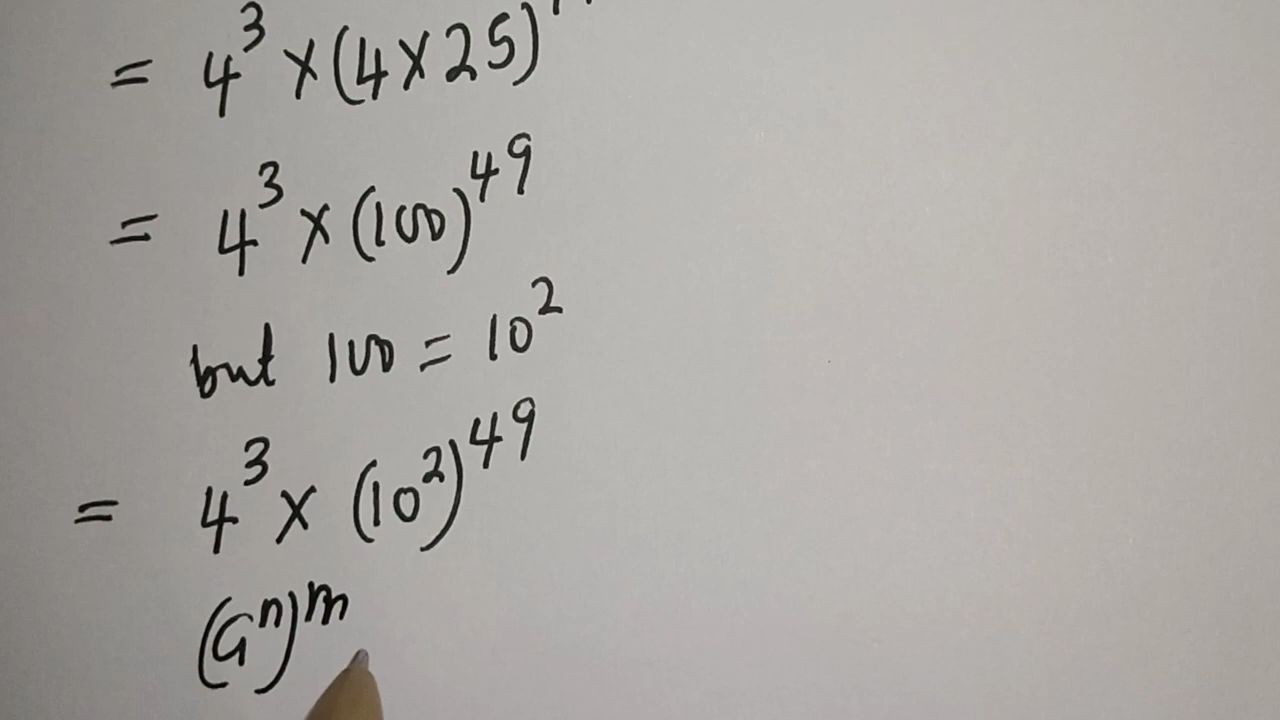 = 4³ × (4 × 25)
= 4³ × (100)⁴⁹
but 100 = 10²
= 4³ × (10²)⁴⁹
(aⁿ)ᵐ